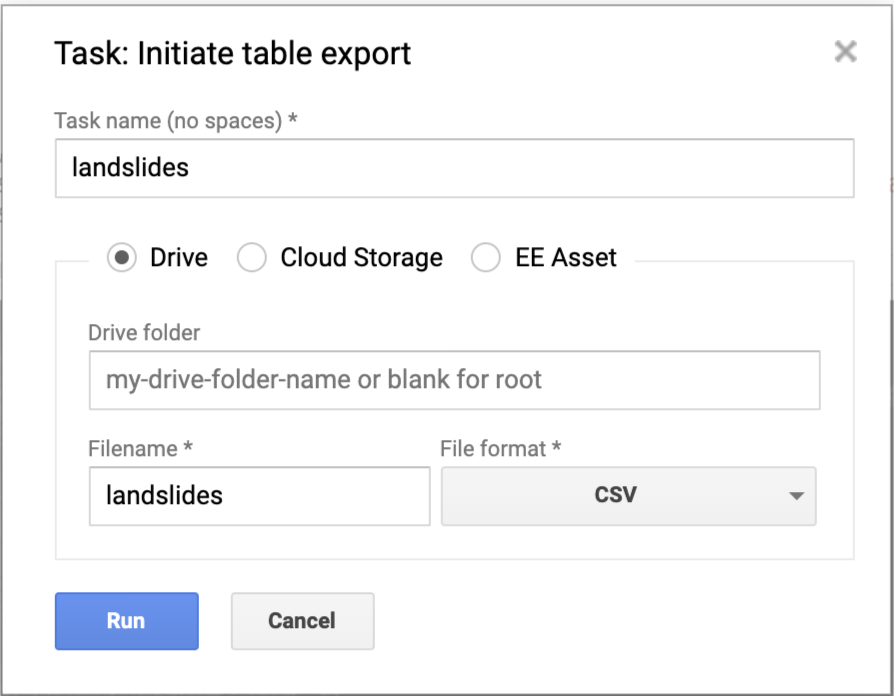 Task: Initiate table export
Task name (no spaces) *
landslides
Drive Cloud Storage EE Asset
Drive folder
my-drive-folder-name or blank for root
Filename * File format *
landslides CSV
Run Cancel